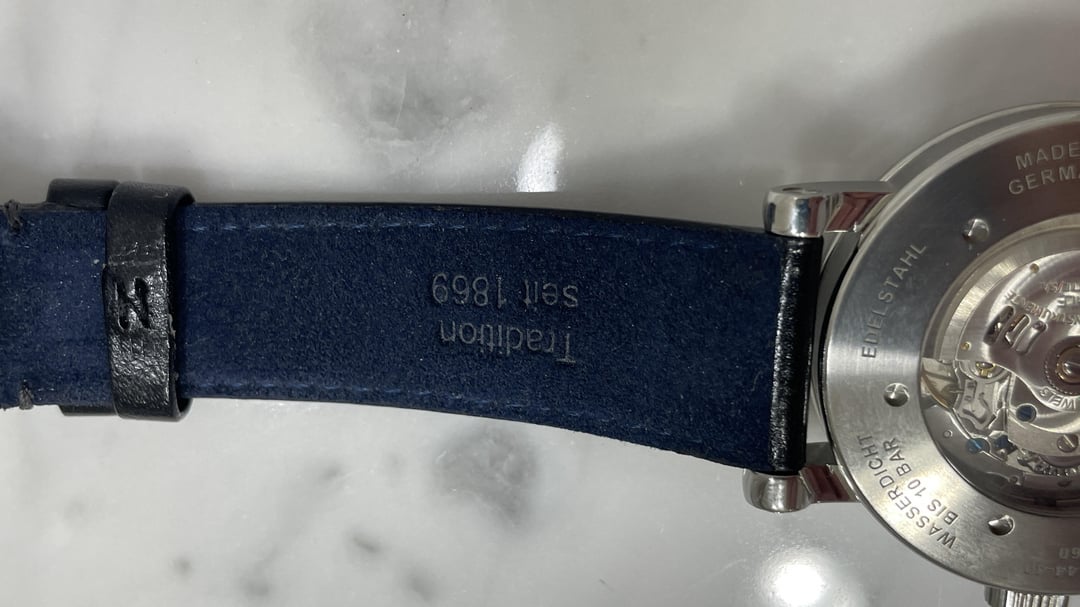 Tradition
seit 1869
MADE
GERMA
EDELSTAHL
WASSERDICHT
BIS 10 BAR